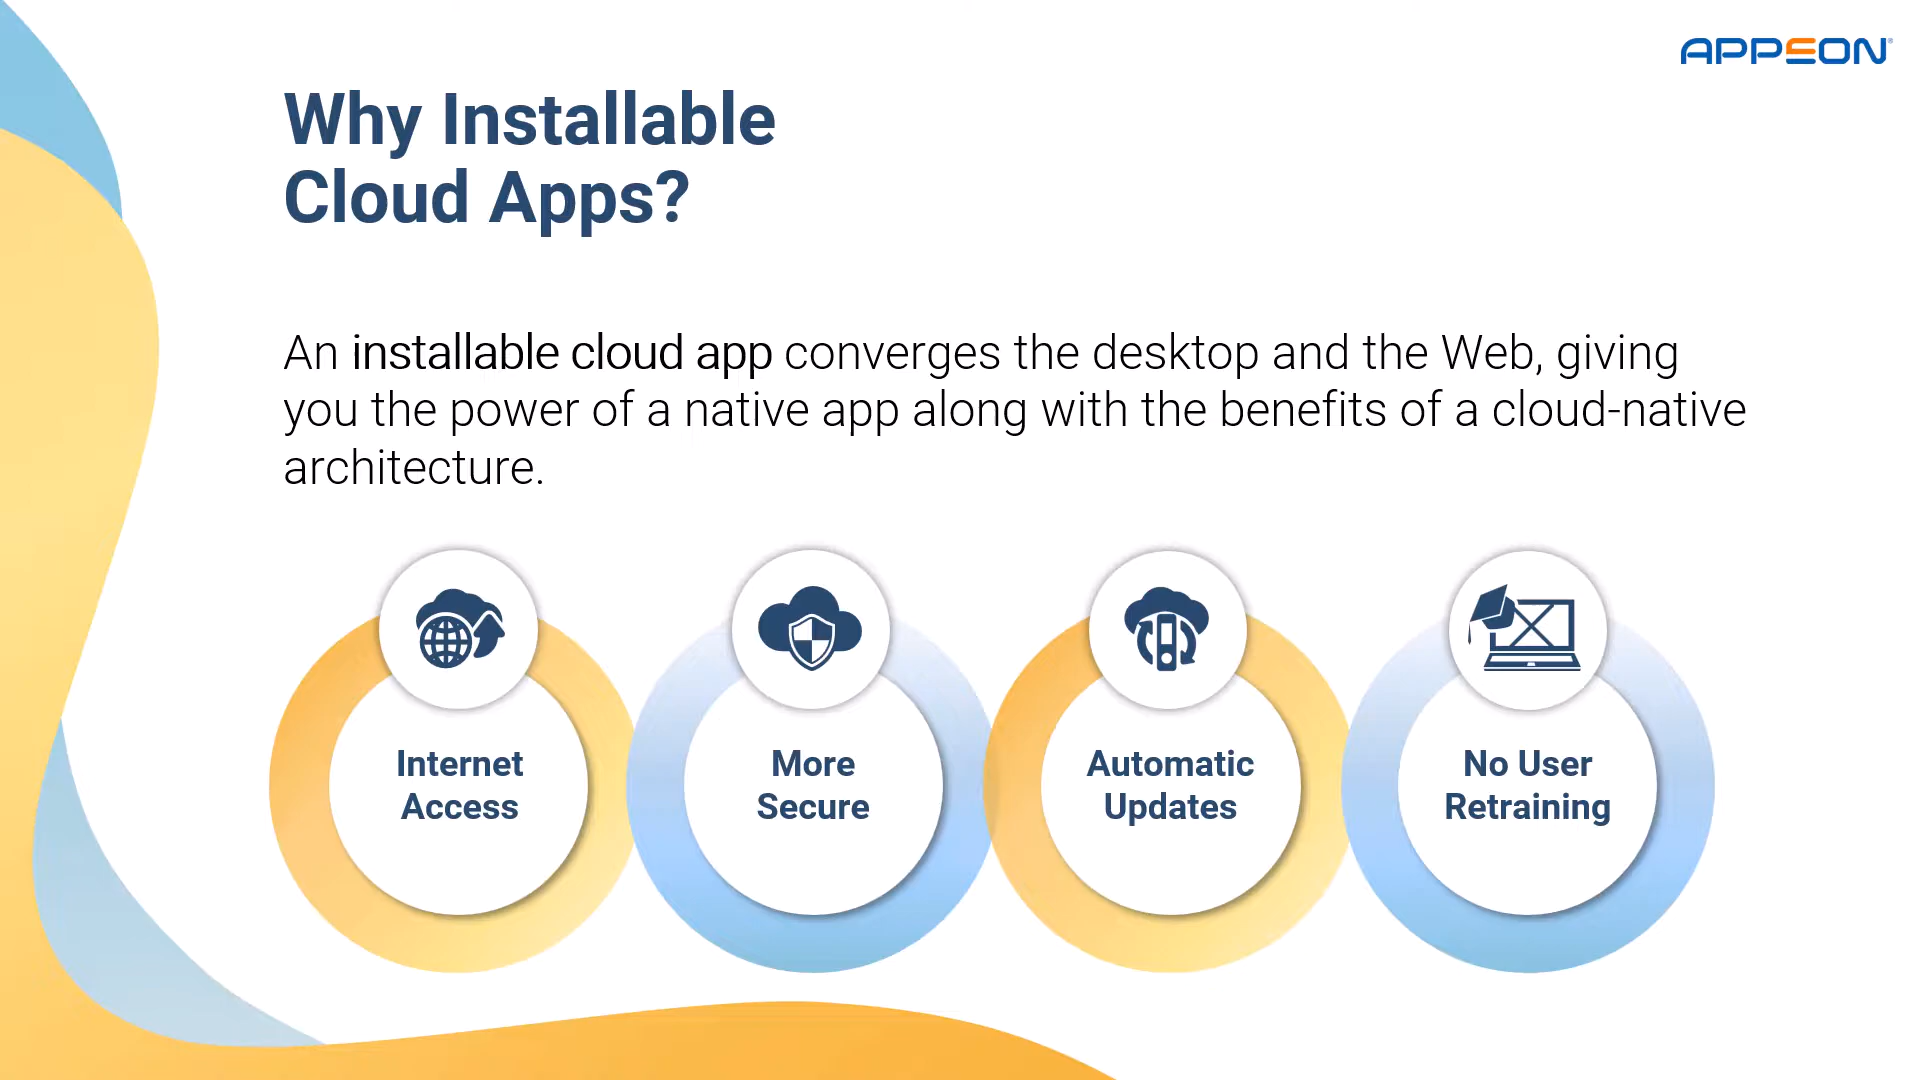 APPEON®
Why Installable
Cloud Apps?
An installable cloud app converges the desktop and the Web, giving
you the power of a native app along with the benefits of a cloud-native
architecture.
Internet
Access
More
Secure
Automatic
Updates
No User
Retraining